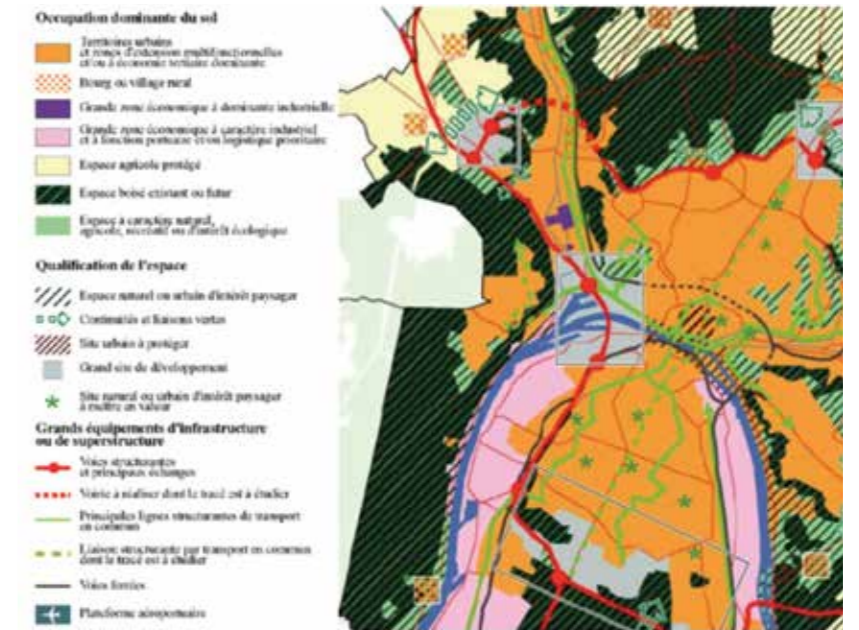 Occupation dominante du sol
Territoires urbains
et zones d'extension multifonctionnelles
et/ou à économie tertiaire dominante
Bourg ou village rural
Grande zone économique à dominante industrielle
Grande zone économique à caractère industriel
et à fonction portuaire et/ou logistique prioritaire
Espace agricole protégé
Espace boisé existant ou futur
Espace à caractère naturel,
agricole, récréatif ou d'intérêt écologique
Qualification de l'espace
Espace naturel ou urbain d'intérêt paysager
Continuités et liaisons vertes
Site urbain à protéger
Grand site de développement
Site naturel ou urbain d'intérêt paysager
à mettre en valeur
Grands équipements d'infrastructure
ou de superstructure
Voies structurantes
et principaux échanges
Voirie à réaliser dont le tracé est à étudier
Principales lignes structurantes de transport
en commun
Liaison structurante par transport en commun
dont le tracé est à étudier
Voies ferrées
Plateforme aéroportuaire